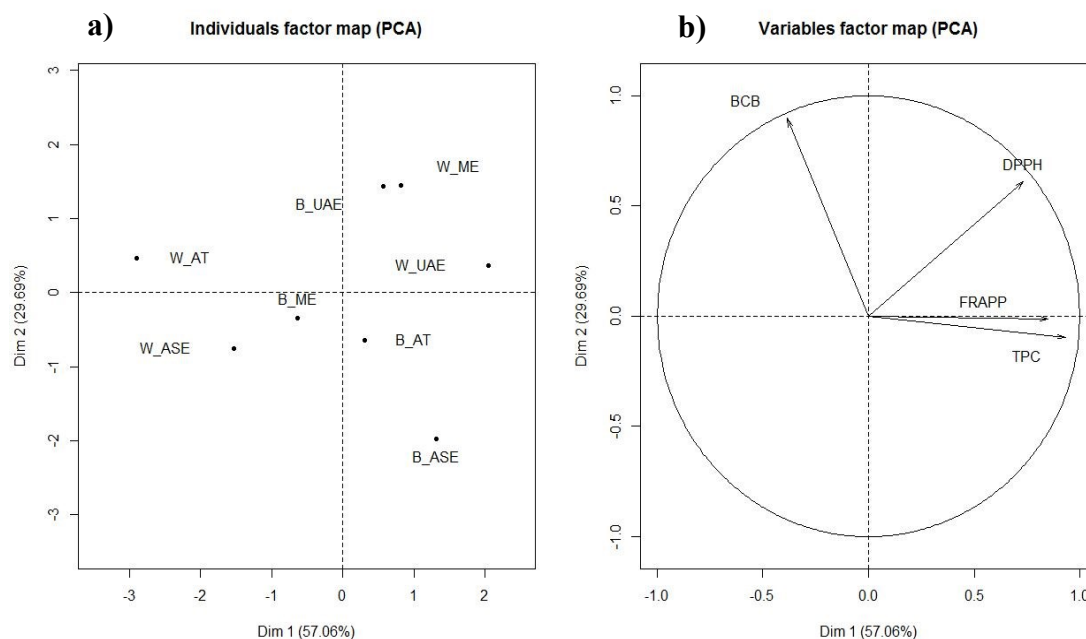 a)
Individuals factor map (PCA)
3
2
1
0
-1
-2
-3
Dim 2 (29.69%)
W_ME
B_UAE
W_AT
W_UAE
B_ME
W_ASE
B_AT
B_ASE
-3 -2 -1 0 1 2
Dim 1 (57.06%)
b)
Variables factor map (PCA)
1.0
0.5
0.0
-0.5
-1.0
Dim 2 (29.69%)
BCB
DPPH
FRAPP
TPC
-1.0 -0.5 0.0 0.5 1.0
Dim 1 (57.06%)